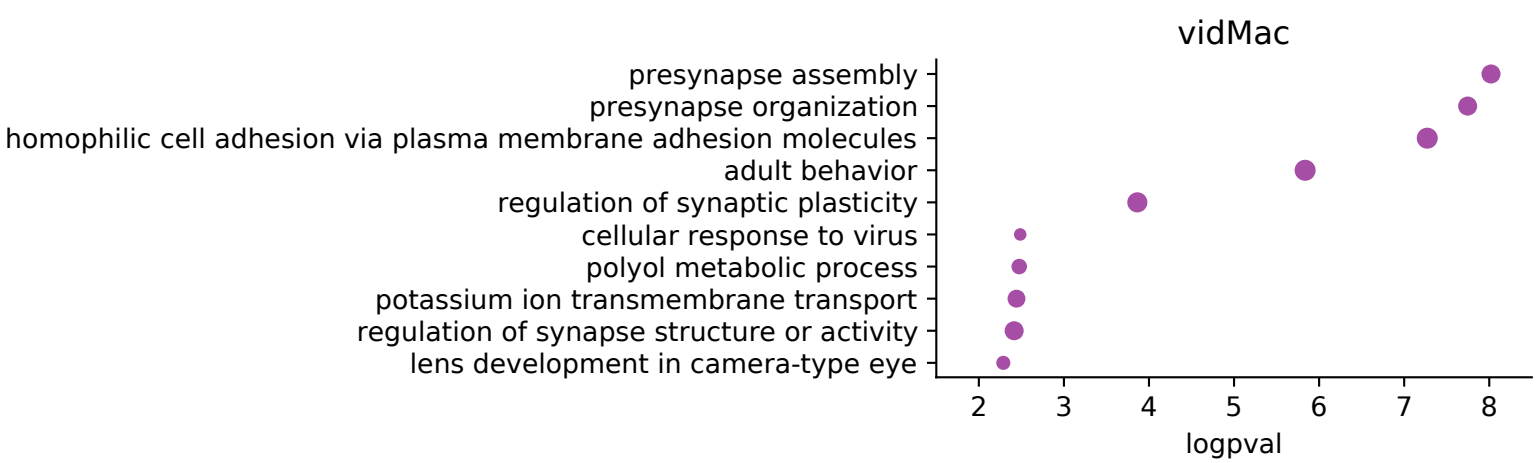 vidMac
presynapse assembly
presynapse organization
homophilic cell adhesion via plasma membrane adhesion molecules
adult behavior
regulation of synaptic plasticity
cellular response to virus
polyol metabolic process
potassium ion transmembrane transport
regulation of synapse structure or activity
lens development in camera-type eye
2 3 4 5 6 7 8
logpval